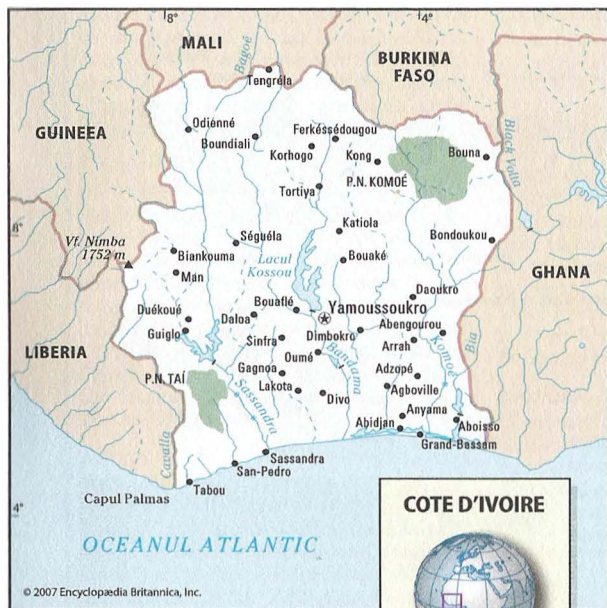 8°
4°
MALI
BURKINA
FASO
Bagoé
Tengréla
GUINEEA
Odiénné
Boundiali
Ferkéssédougou
Korhogo
Kong
Bouna
Black Volta
P.N. KOMOÉ
Tortiya
8°
Vf. Nimba
1752 m
Séguéla
Katiola
Bondoukou
Biankouma
Man
Lacul
Kossou
Bouaké
GHANA
Daoukro
Duékoué
Daloa
Bouaflé
Yamoussoukro
Guiglo
Dimbokro
Abengourou
Bia
LIBERIA
Sinfra
Oumé
Bandama
Arrah
Komoé
P.N. TAÍ
Gagnoa
Lakota
Divo
Adzopé
Agboville
Sassandra
Anyama
Abidjan
Aboisso
Grand-Bassam
Cavalla
Sassandra
San-Pedro
Tabou
Capul Palmas
4°
OCEANUL ATLANTIC
COTE D'IVOIRE
© 2007 Encyclopædia Britannica, Inc.